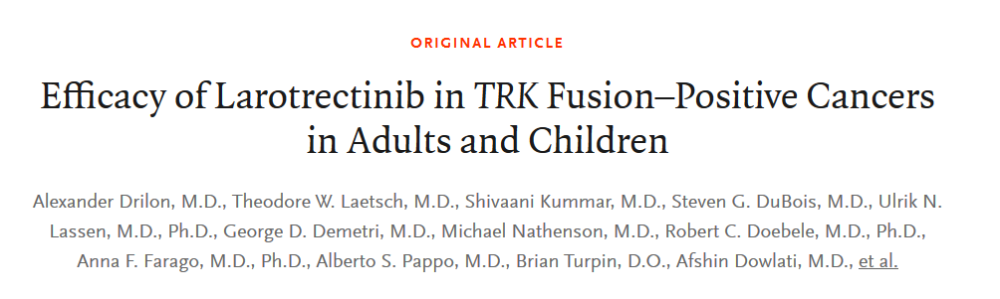 ORIGINAL ARTICLE
Efficacy of Larotrectinib in TRK Fusion–Positive Cancers
in Adults and Children
Alexander Drilon, M.D., Theodore W. Laetsch, M.D., Shivaani Kummar, M.D., Steven G. DuBois, M.D., Ulrik N.
Lassen, M.D., Ph.D., George D. Demetri, M.D., Michael Nathenson, M.D., Robert C. Doebele, M.D., Ph.D.,
Anna F. Farago, M.D., Ph.D., Alberto S. Pappo, M.D., Brian Turpin, D.O., Afshin Dowlati, M.D., et al.